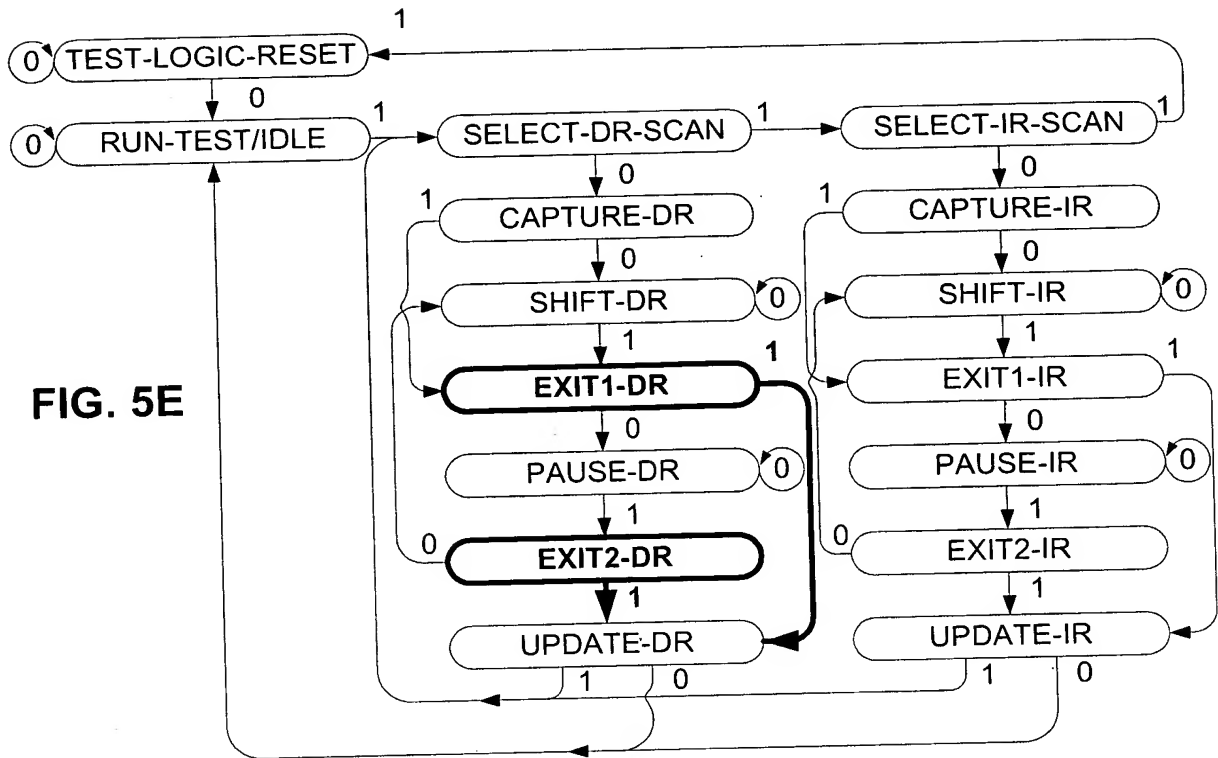 1
0 TEST-LOGIC-RESET
0
1
0 RUN-TEST/IDLE
SELECT-DR-SCAN
1
SELECT-IR-SCAN
1
0
0
1
CAPTURE-DR
1
CAPTURE-IR
0
0
SHIFT-DR
0
SHIFT-IR
0
1
1
1
1
EXIT1-DR
EXIT1-IR
FIG. 5E
0
0
PAUSE-DR
0
PAUSE-IR
0
1
1
0
EXIT2-DR
0
EXIT2-IR
1
1
UPDATE-DR
UPDATE-IR
1
0
1
0